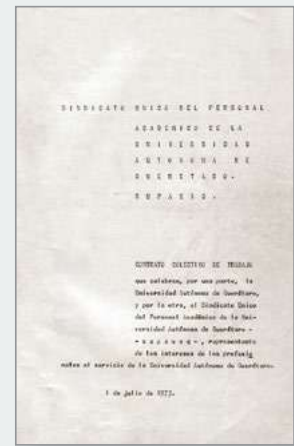 SINDICATO UNICO DEL PERSONAL
ACADEMICO DE LA
UNIVERSIDAD
AUTONOMA DE
QUERETARO.
SUPAUAQ.
CONTRATO COLECTIVO DE TRABAJO
que celebran, por una parte, la
Universidad Autónoma de Querétaro,
y por la otra, el Sindicato Unico
del Personal Académico de la Uni-
versidad Autónoma de Querétaro -
- s u p a u a q -, representante
de los intereses de los profesio
nales al servicio de la Universidad Autónoma de Querétaro.
1 de julio de 1977.